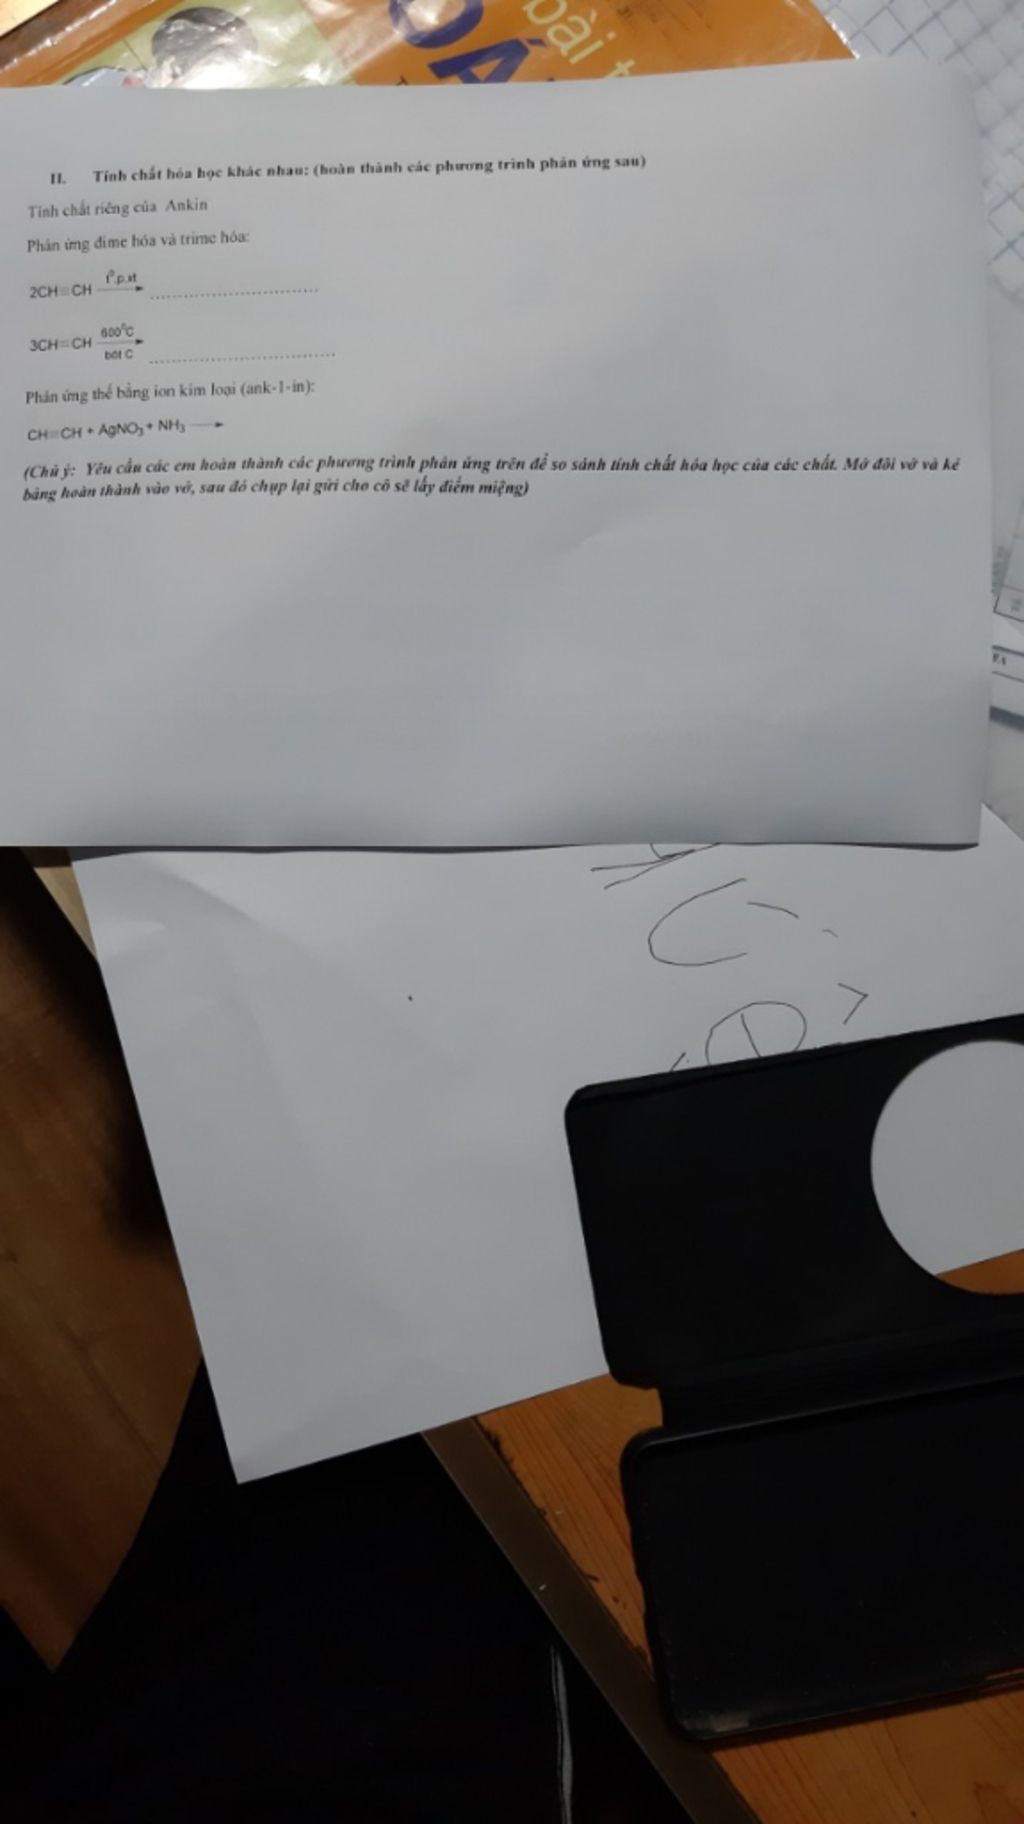 bài t
OÁ
II. Tính chất hóa học khác nhau: (hoàn thành các phương trình phản ứng sau)
Tính chất riêng của Ankin
Phản ứng đime hóa và trime hóa:
2CH≡CH t⁰,p,xt ..............................
3CH≡CH 600⁰C bột C ..............................
Phản ứng thế bằng ion kim loại (ank-1-in):
CH≡CH + AgNO₃ + NH₃ →
(Chú ý: Yêu cầu các em hoàn thành các phương trình phản ứng trên để so sánh tính chất hóa học của các chất. Mở đôi vở và kẻ
bảng hoàn thành vào vở, sau đó chụp lại gửi cho cô sẽ lấy điểm miệng)